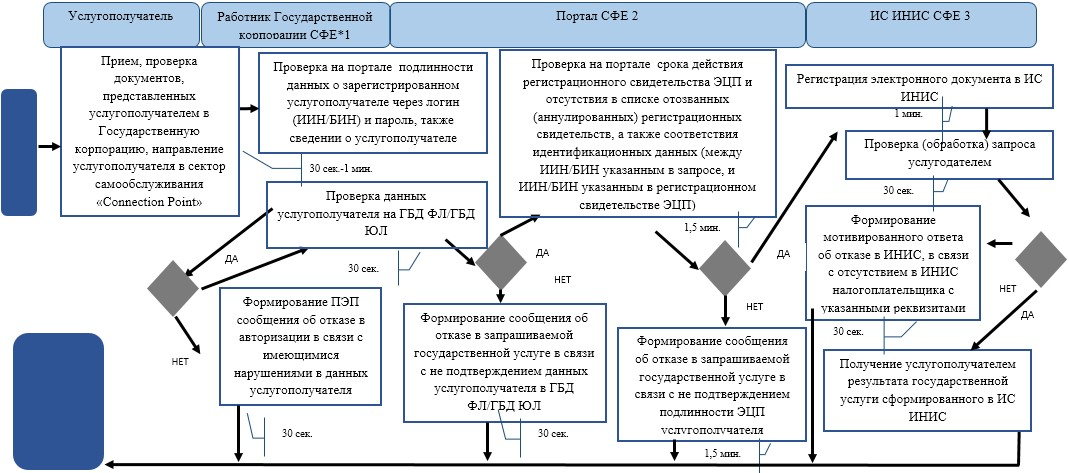 Услугополучатель
Работник Государственной
корпорации СФЕ*1
Портал СФЕ 2
ИС ИНИС СФЕ 3
Прием, проверка
документов,
представленных
услугополучателем в
Государственную
корпорацию, направление
услугополучателя в сектор
самообслуживания
«Connection Point»
Проверка на портале подлинности
данных о зарегистрированном
услугополучателе через логин
(ИИН/БИН) и пароль, также
сведении о услугополучателе
30 сек.-1 мин.
Проверка данных
услугополучателя на ГБД ФЛ/ГБД
ЮЛ
30 сек.
ДА
НЕТ
Формирование ПЭП
сообщения об отказе в
авторизации в связи с
имеющимися
нарушениями в данных
услугополучателя
30 сек.
Проверка на портале срока действия
регистрационного свидетельства ЭЦП и
отсутствия в списке отозванных
(аннулированных) регистрационных
свидетельств, а также соответствия
идентификационных данных (между
ИИН/БИН указанным в запросе, и
ИИН/БИН указанным в регистрационном
свидетельстве ЭЦП)
1,5 мин.
ДА
НЕТ
Формирование сообщения об
отказе в запрашиваемой
государственной услуге в связи
с не подтверждением данных
услугополучателя в ГБД
ФЛ/ГБД ЮЛ
30 сек.
ДА
НЕТ
Формирование сообщения
об отказе в запрашиваемой
государственной услуге в
связи с не подтверждением
подлинности ЭЦП
услугополучателя
1,5 мин.
Регистрация электронного документа в ИС
ИНИС
1 мин.
Проверка (обработка) запроса
услугодателем
30 сек.
Формирование
мотивированного ответа
об отказе в ИНИС, в связи
с отсутствием в ИНИС
налогоплательщика с
указанными реквизитами
НЕТ
ДА
30 сек.
Получение услугополучателем
результата государственной
услуги сформированного в ИС
ИНИС